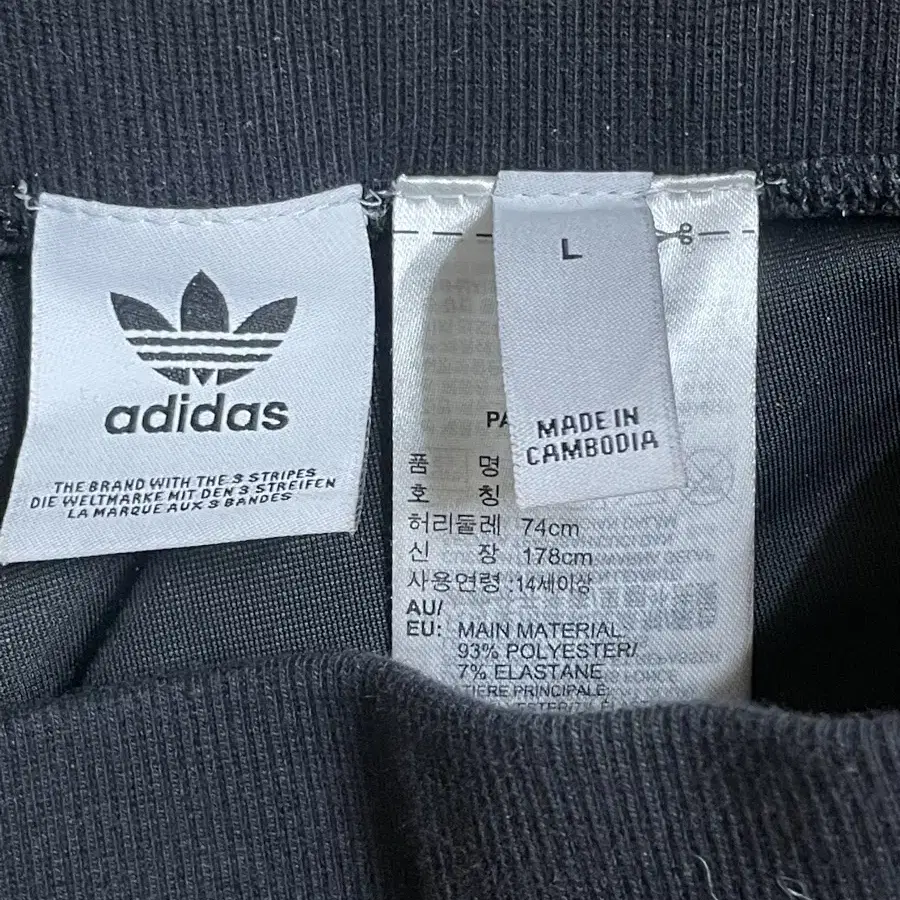 adidas
THE BRAND WITH THE 3 STRIPES
DIE WELTMARKE MIT DEN 3 STREIFEN
LA MARQUE AUX 3 BANDES
L
MADE IN
CAMBODIA
품 명
호 칭
허리둘레 74cm
신 장 178cm
사용연령 :14세이상
AU/
EU: MAIN MATERIAL:
93% POLYESTER/
7% ELASTANE